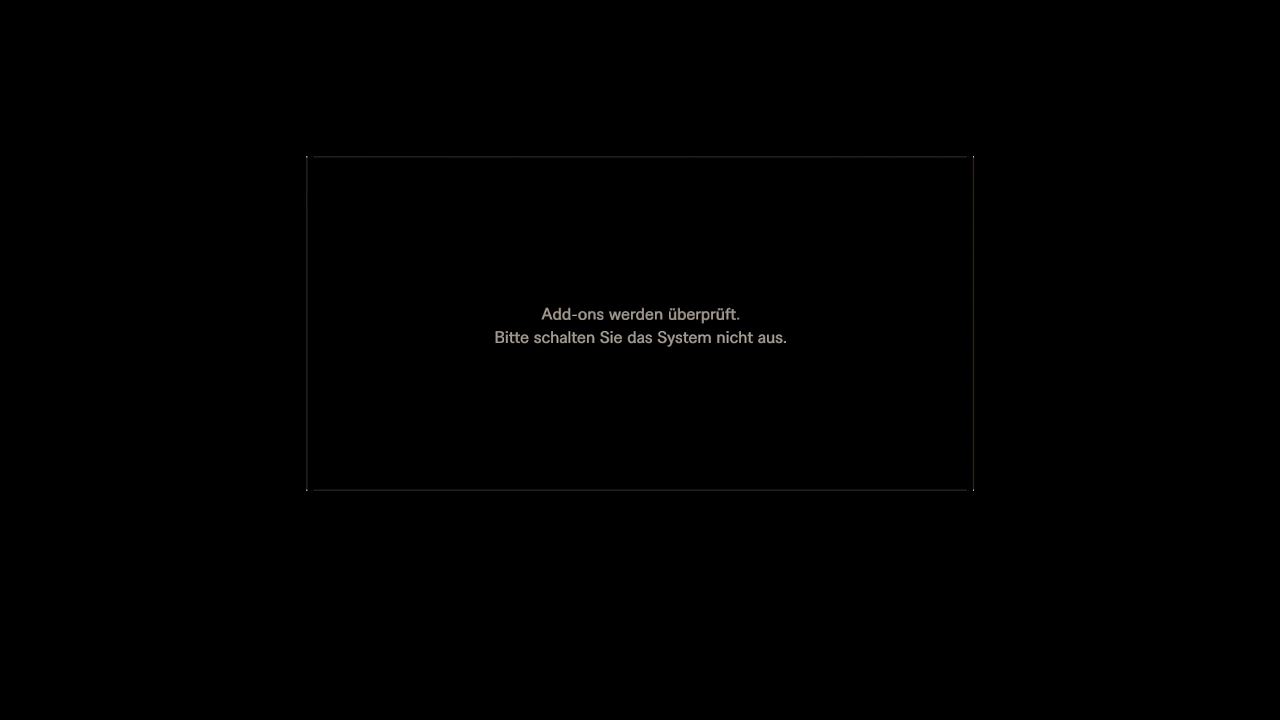 Add-ons werden überprüft.
Bitte schalten Sie das System nicht aus.